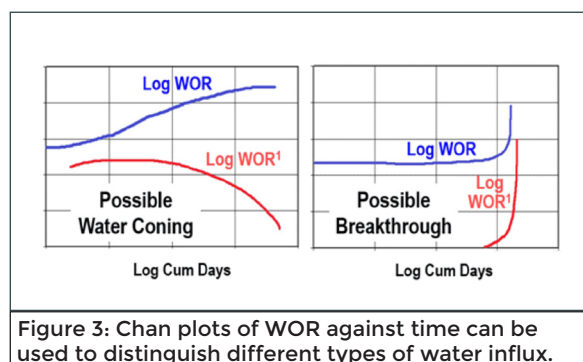 Log WOR
Log WOR¹
Possible
Water Coning
Log Cum Days
Log WOR
Log
WOR¹
Possible
Breakthrough
Log Cum Days
Figure 3: Chan plots of WOR against time can be
used to distinguish different types of water influx.